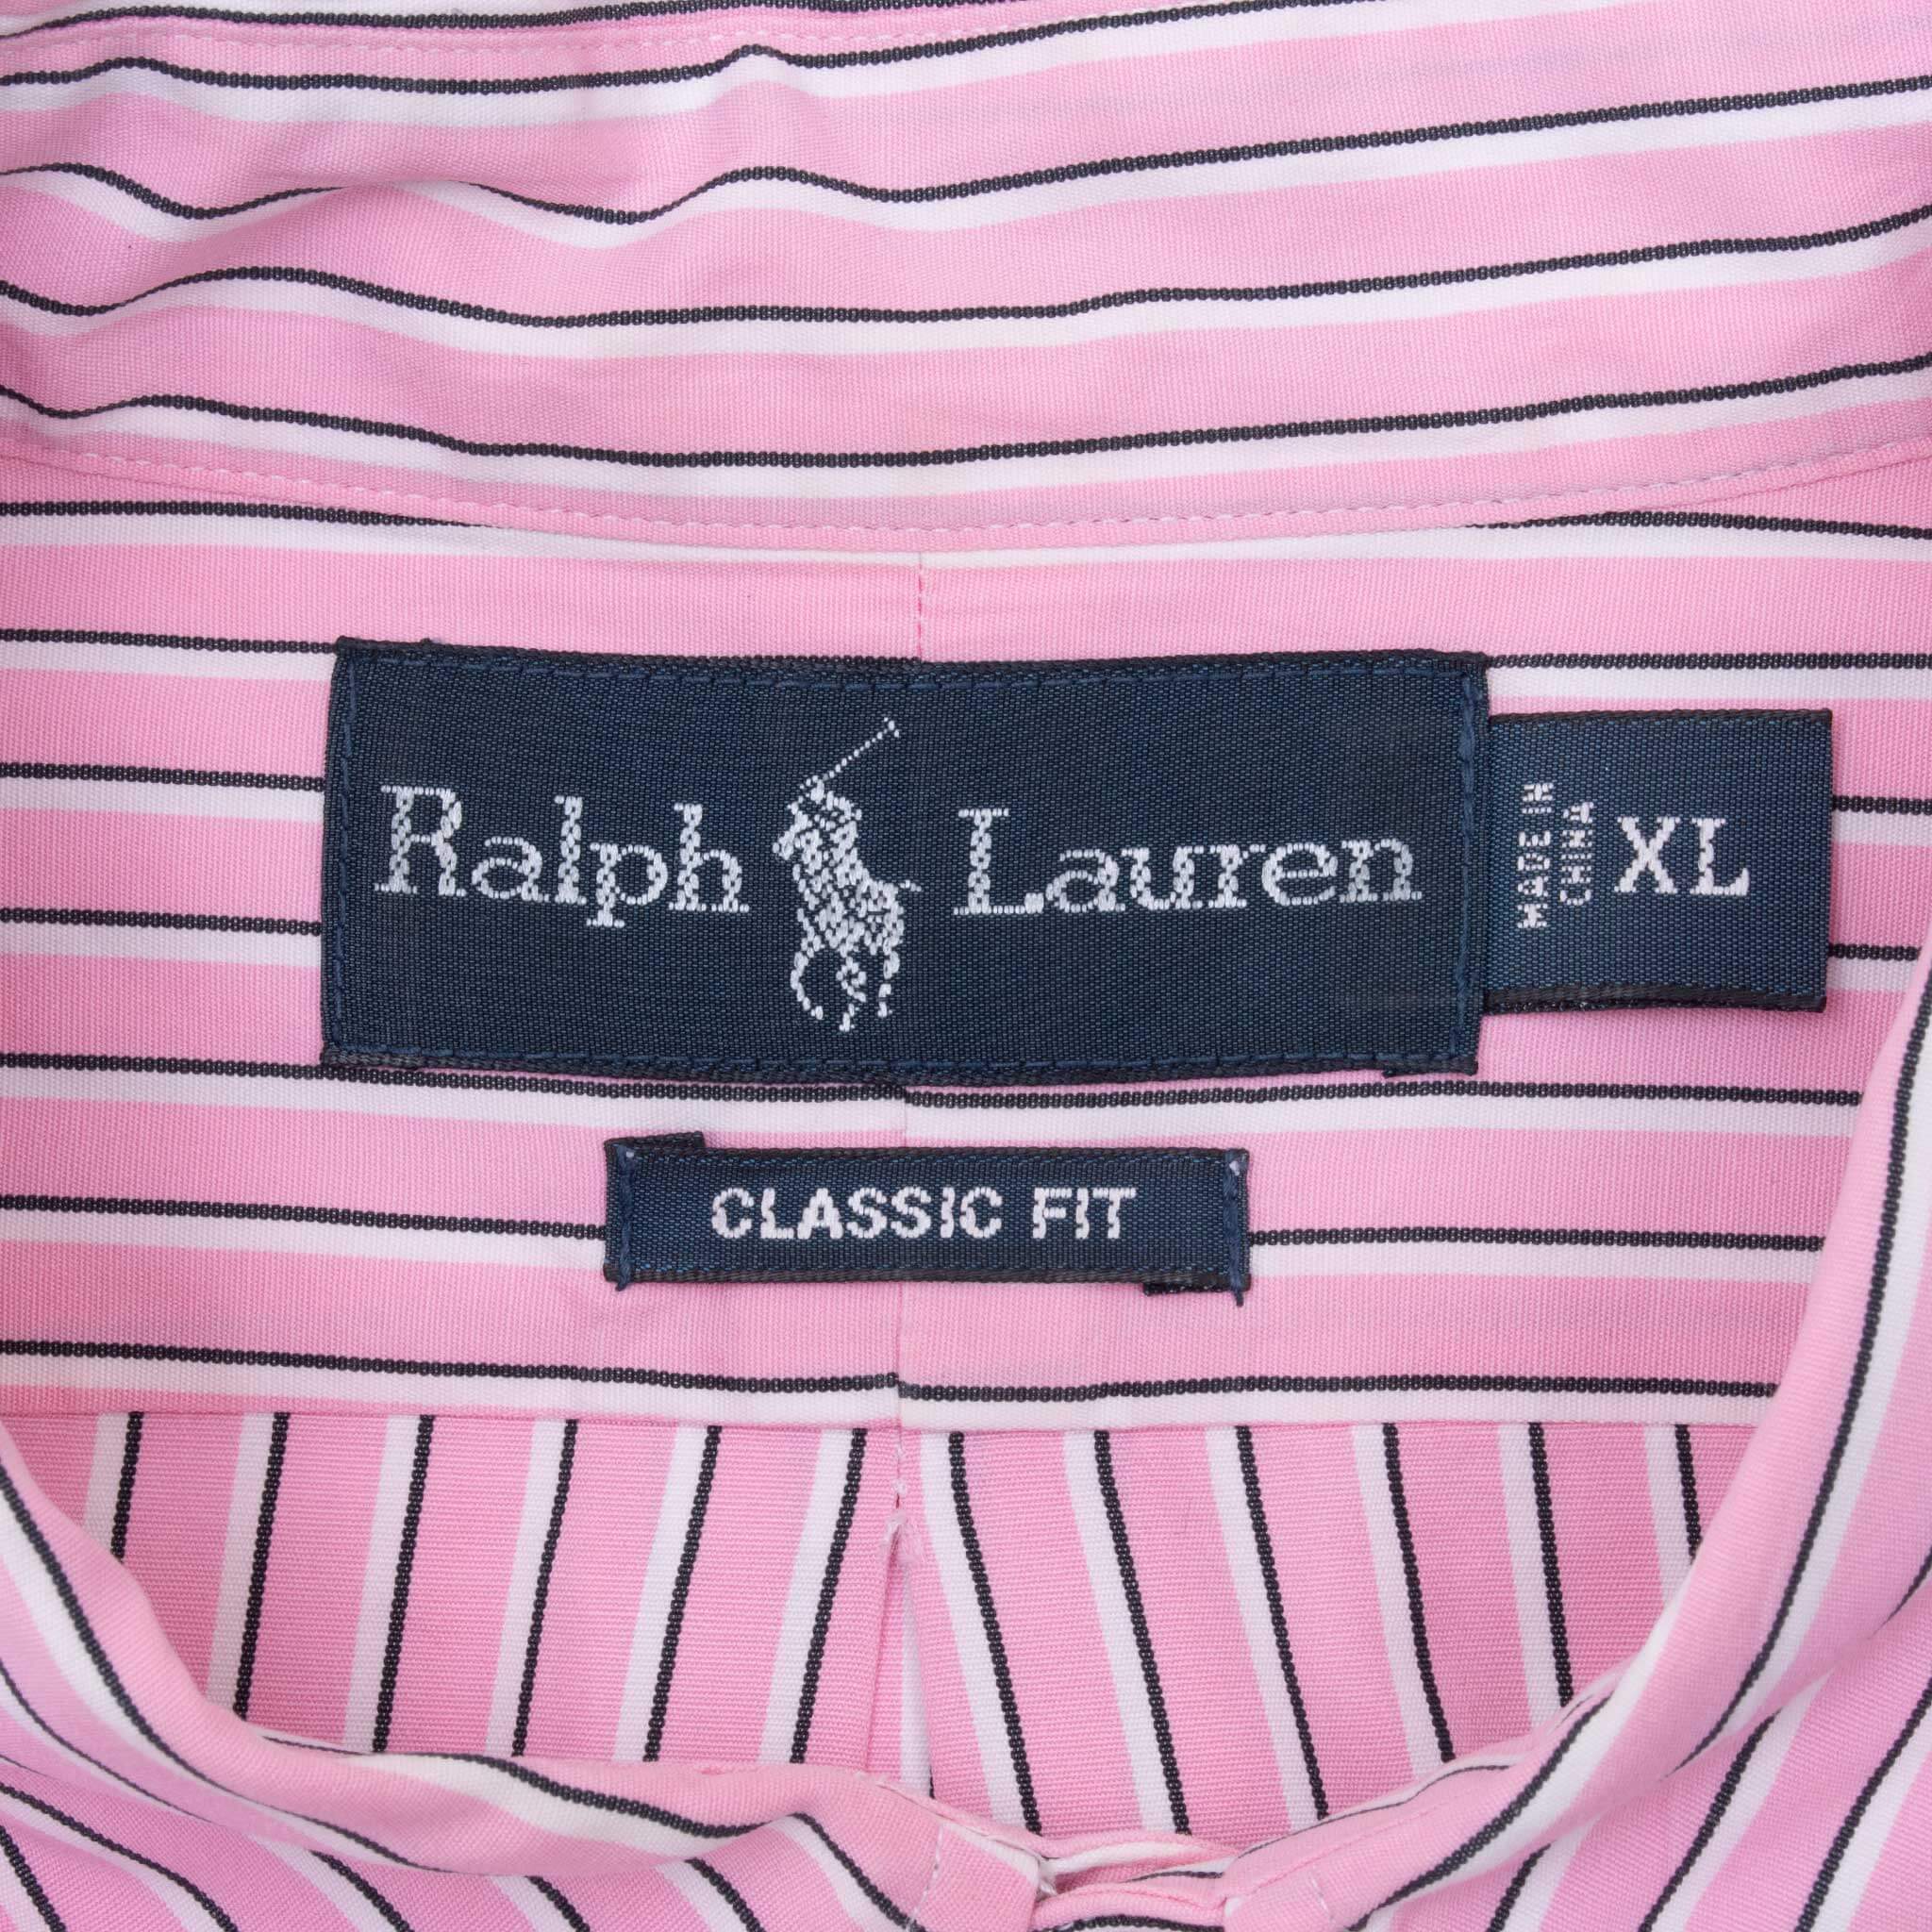 Ralph Lauren
MADE IN
CHINA
XL
CLASSIC FIT